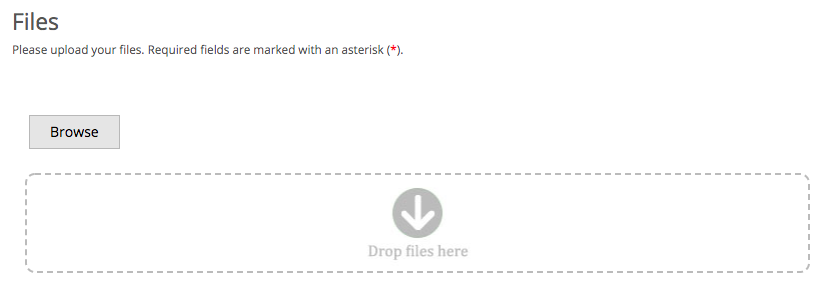 Files
Please upload your files. Required fields are marked with an asterisk (*).
Browse
Drop files here